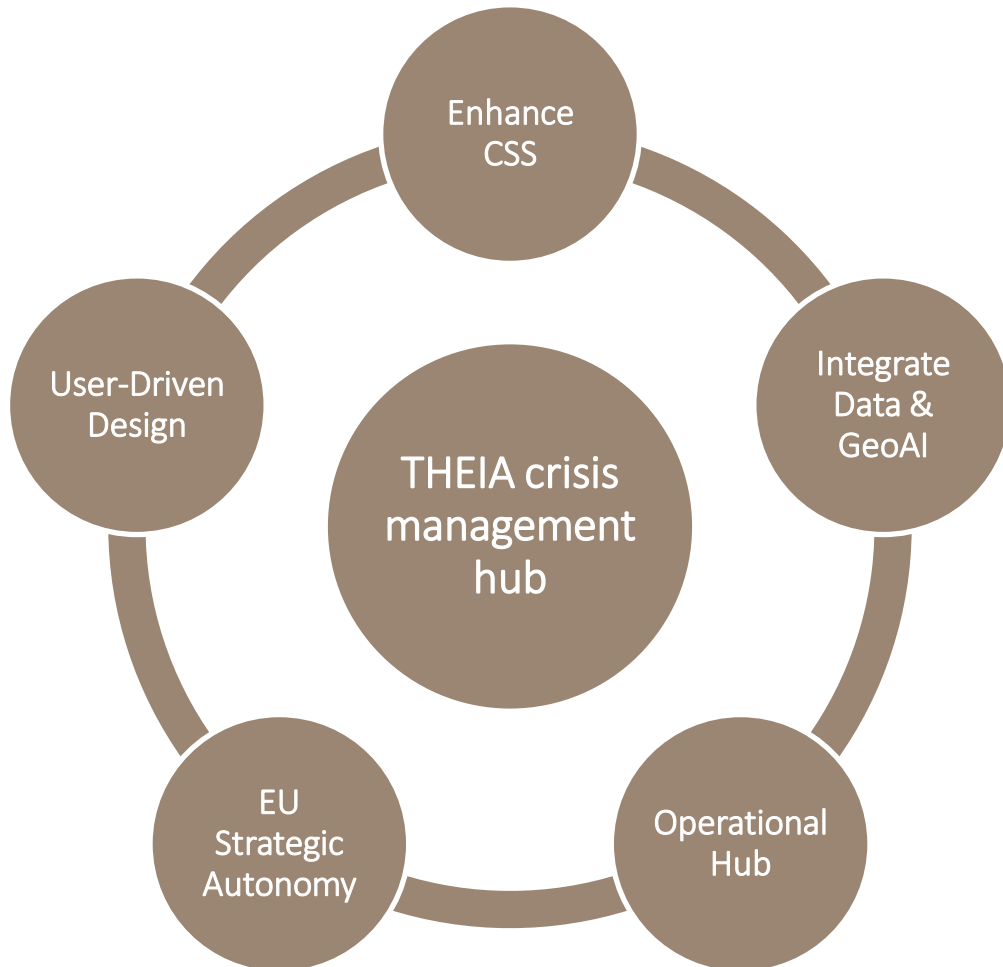 Enhance
CSS
Integrate
Data &
GeoAI
Operational
Hub
EU
Strategic
Autonomy
User-Driven
Design
THEIA crisis
management
hub